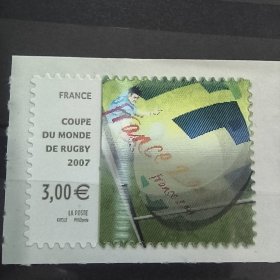 FRANCE
COUPE
DU MONDE
DE RUGBY
2007
3,00 €
LA POSTE
France